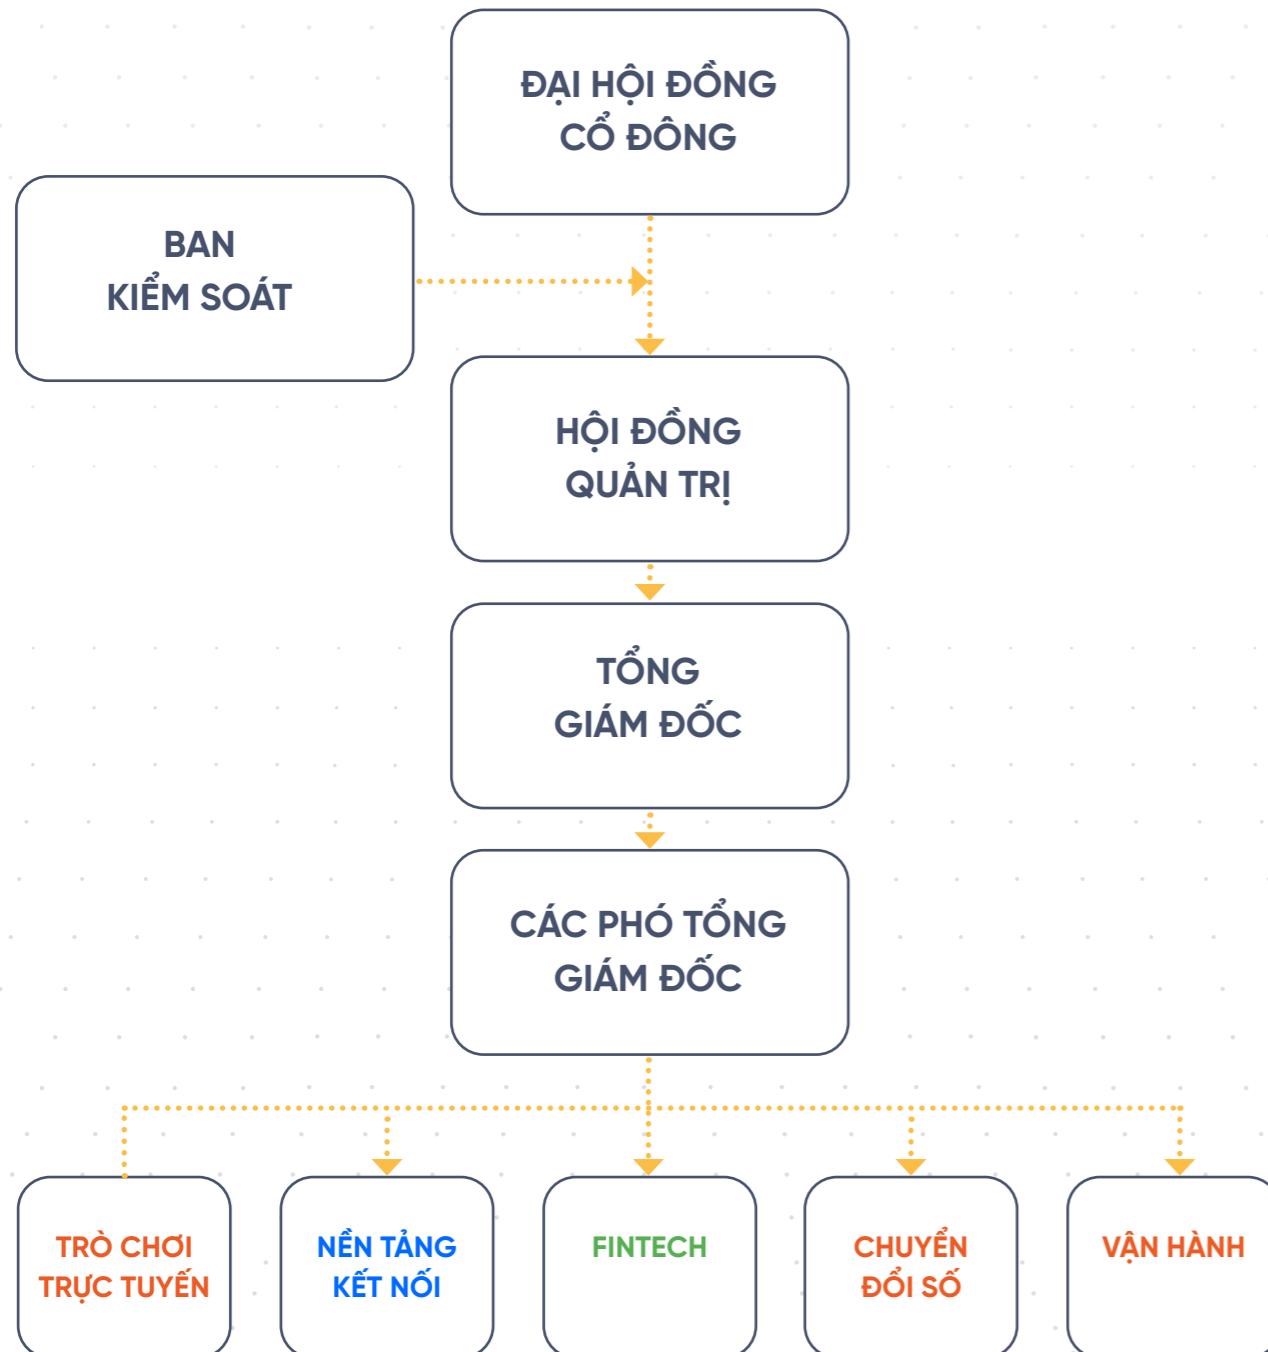 ĐẠI HỘI ĐỒNG
CỔ ĐÔNG
BAN
KIỂM SOÁT
HỘI ĐỒNG
QUẢN TRỊ
TỔNG
GIÁM ĐỐC
CÁC PHÓ TỔNG
GIÁM ĐỐC
TRÒ CHƠI
TRỰC TUYẾN
NỀN TẢNG
KẾT NỐI
FINTECH
CHUYỂN
ĐỔI SỐ
VẬN HÀNH